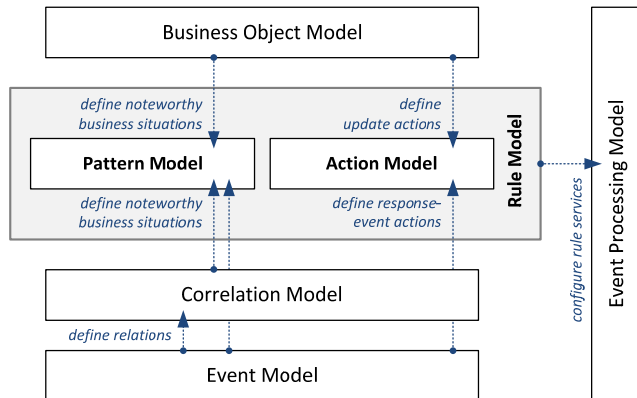 Business Object Model
define noteworthy
business situations
define
update actions
Pattern Model
Action Model
Rule Model
define noteworthy
business situations
define response-
event actions
configure rule services
Event Processing Model
Correlation Model
define relations
Event Model